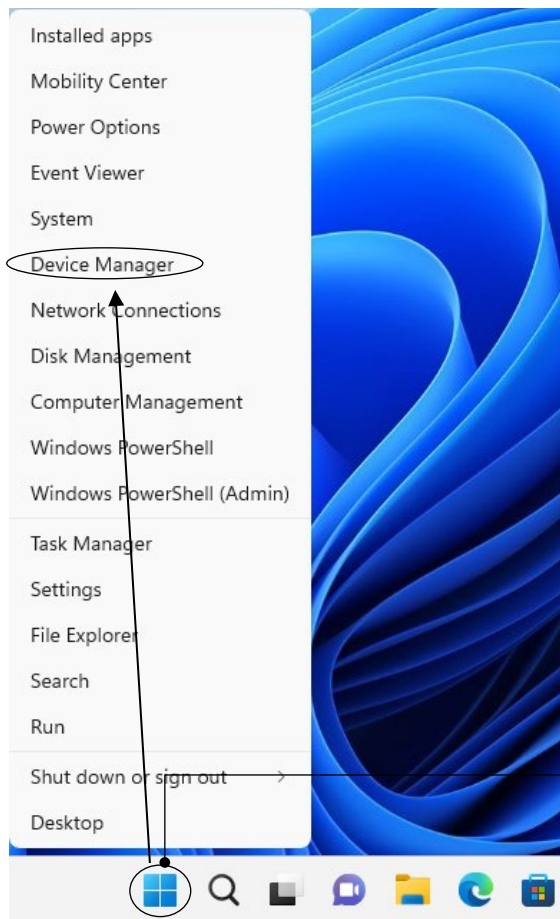 Installed apps
Mobility Center
Power Options
Event Viewer
System
Device Manager
Network Connections
Disk Management
Computer Management
Windows PowerShell
Windows PowerShell (Admin)
Task Manager
Settings
File Explorer
Search
Run
Shut down or sign out
Desktop